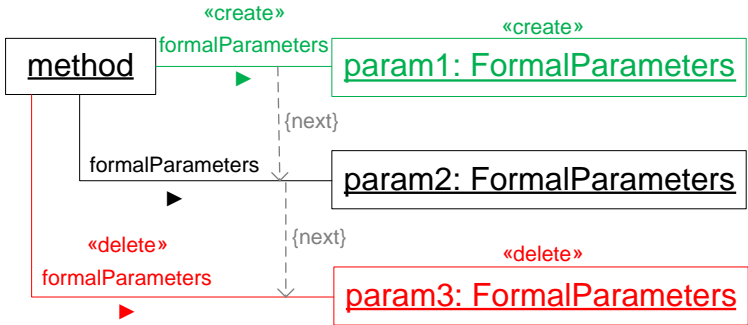 «create»
formalParameters
«create»
method
param1: FormalParameters
{next}
formalParameters
param2: FormalParameters
{next}
«delete»
formalParameters
«delete»
param3: FormalParameters